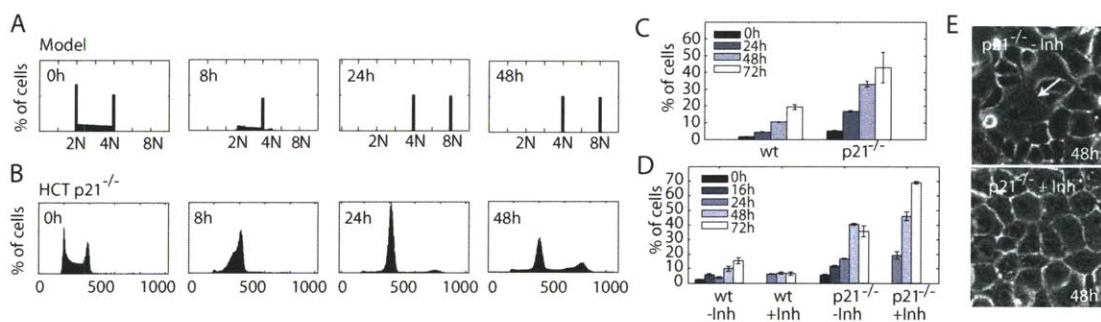 A
Model
% of cells
0h
8h
24h
48h
2N 4N 8N
2N 4N 8N
2N 4N 8N
2N 4N 8N
B
HCT p21-/-
% of cells
0h
8h
24h
48h
0 500 1000
0 500 1000
0 500 1000
0 500 1000
C
% of cells
60
50
40
30
20
10
0
0h
24h
48h
72h
wt p21-/-
D
% of cells
70
60
50
40
30
20
10
0
0h
16h
24h
48h
72h
wt wt p21-/- p21-/-
-Inh +Inh -Inh +Inh
E
p21-/- - Inh
48h
p21-/- + Inh
48h